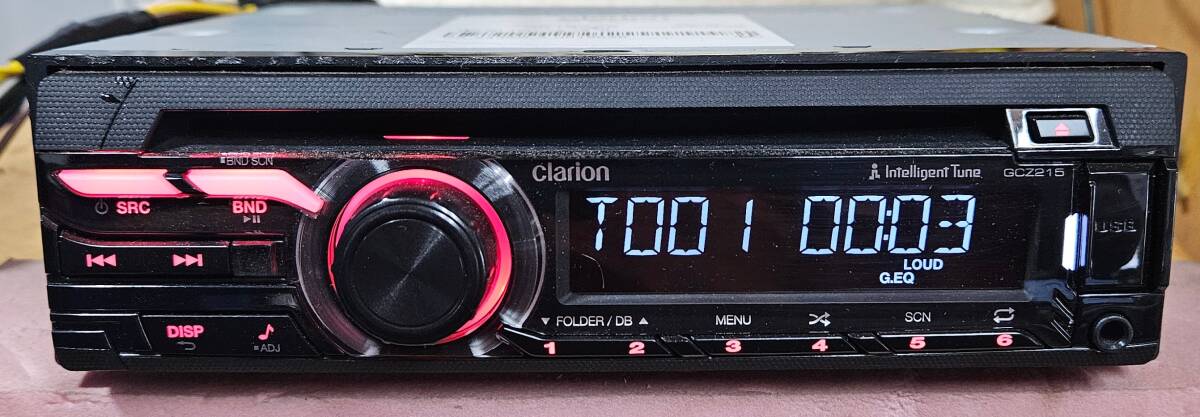 BND SCN
clarion
Intelligent Tune
GCZ215
SRC
BND
T001 00:03
USB
LOUD
G.EQ
DISP
ADJ
FOLDER / DB
MENU
SCN
1
2
3
4
5
6